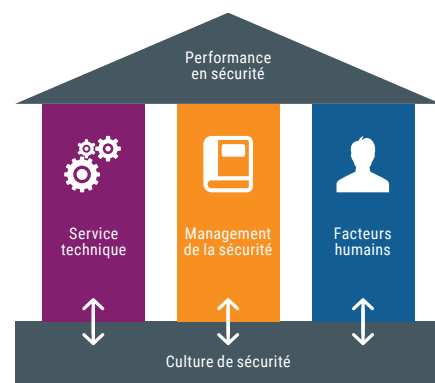 Performance
en sécurité
Service
technique
Management
de la sécurité
Facteurs
humains
Culture de sécurité